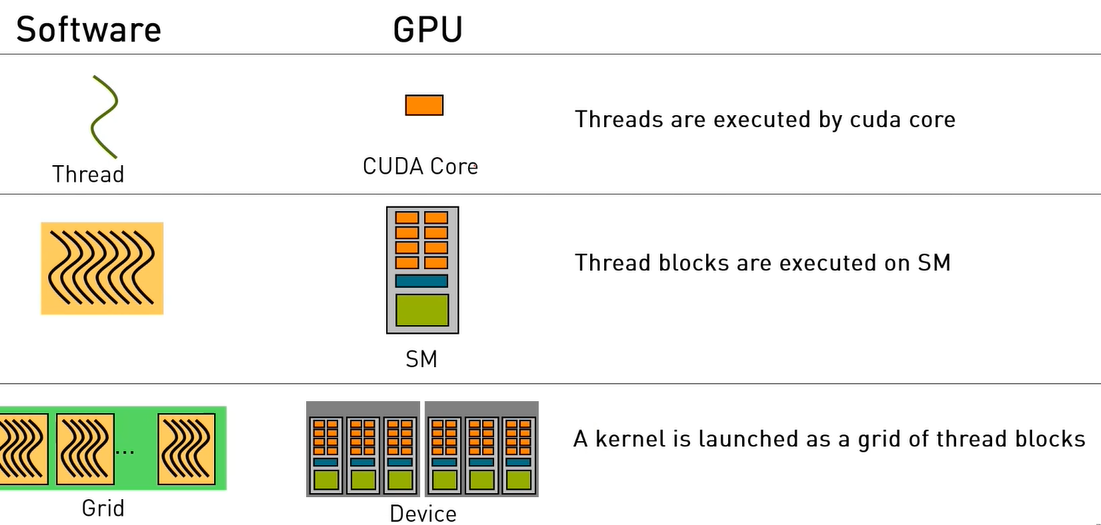 Software
GPU
Thread
CUDA Core
Threads are executed by cuda core
SM
Thread blocks are executed on SM
...
Grid
Device
A kernel is launched as a grid of thread blocks